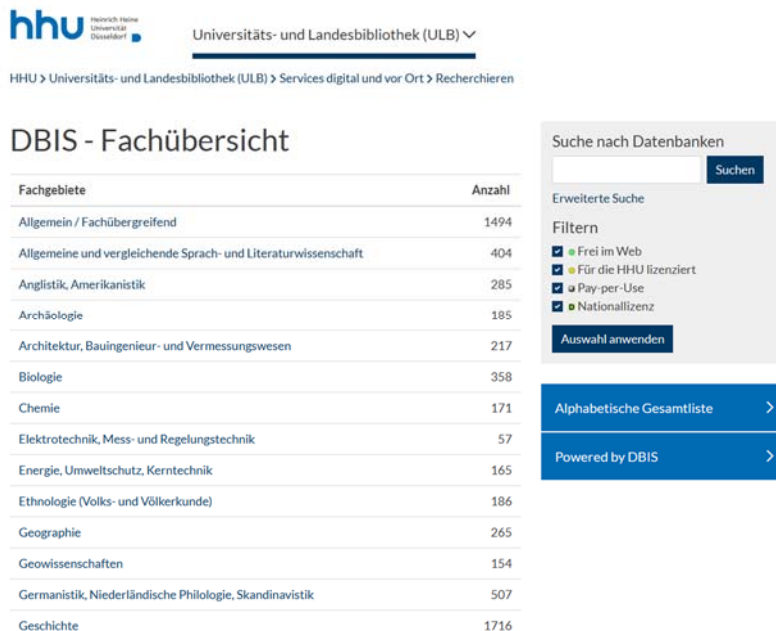 hhu Heinrich Heine
Universität
Düsseldorf
Universitäts- und Landesbibliothek (ULB)
HHU > Universitäts- und Landesbibliothek (ULB) > Services digital und vor Ort > Recherchieren
DBIS - Fachübersicht
Fachgebiete Anzahl
Allgemein / Fachübergreifend 1494
Allgemeine und vergleichende Sprach- und Literaturwissenschaft 404
Anglistik, Amerikanistik 285
Archäologie 185
Architektur, Bauingenieur- und Vermessungswesen 217
Biologie 358
Chemie 171
Elektrotechnik, Mess- und Regelungstechnik 57
Energie, Umweltschutz, Kerntechnik 165
Ethnologie (Volks- und Völkerkunde) 186
Geographie 265
Geowissenschaften 154
Germanistik, Niederländische Philologie, Skandinavistik 507
Geschichte 1716
Suche nach Datenbanken
Suchen
Erweiterte Suche
Filtern
Frei im Web
Für die HHU lizenziert
Pay-per-Use
Nationallizenz
Auswahl anwenden
Alphabetische Gesamtliste
Powered by DBIS